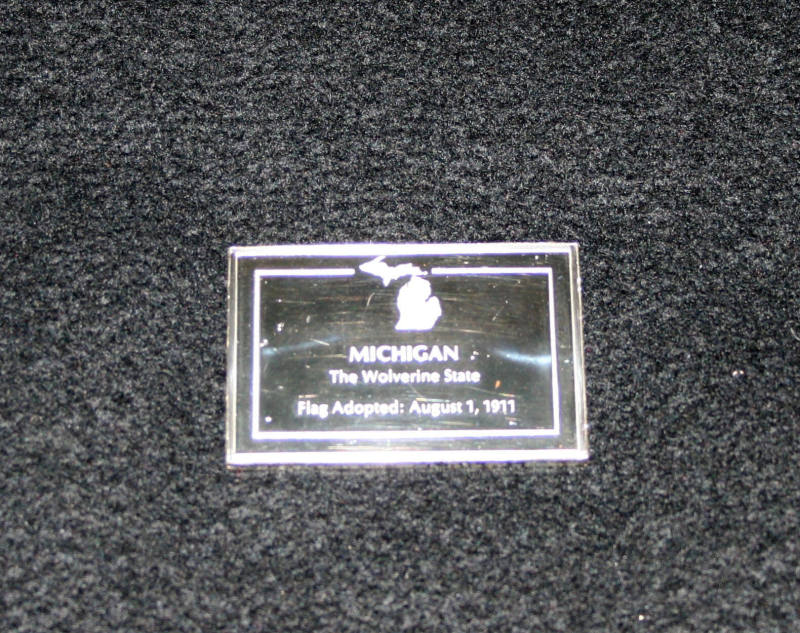 MICHIGAN
The Wolverine State
Flag Adopted: August 1, 1911